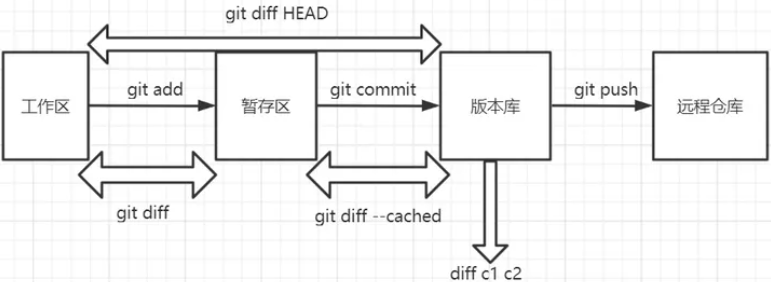 git diff HEAD
工作区
git add
暂存区
git commit
版本库
git push
远程仓库
git diff
git diff --cached
diff c1 c2